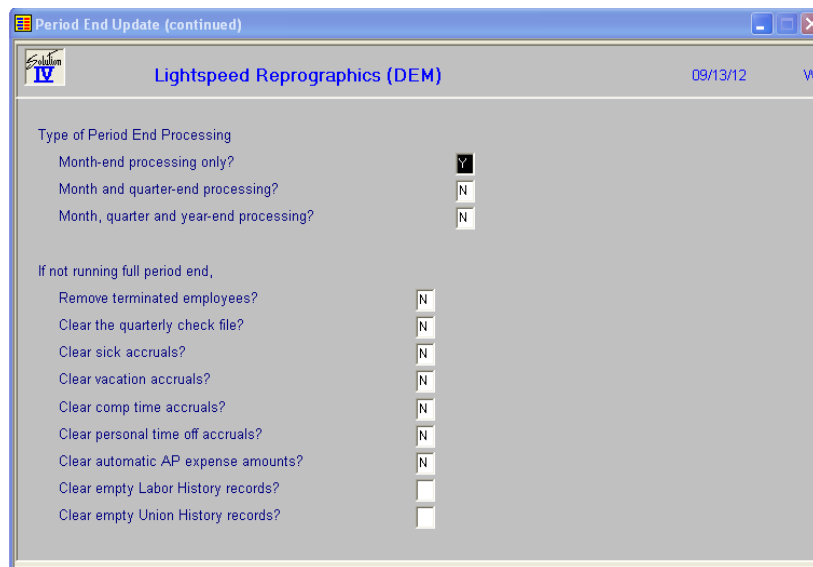 Period End Update (continued)
Solution IV
Lightspeed Reprographics (DEM) 09/13/12
Type of Period End Processing
Month-end processing only? Y
Month and quarter-end processing? N
Month, quarter and year-end processing? N
If not running full period end,
Remove terminated employees? N
Clear the quarterly check file? N
Clear sick accruals? N
Clear vacation accruals? N
Clear comp time accruals? N
Clear personal time off accruals? N
Clear automatic AP expense amounts? N
Clear empty Labor History records?
Clear empty Union History records?